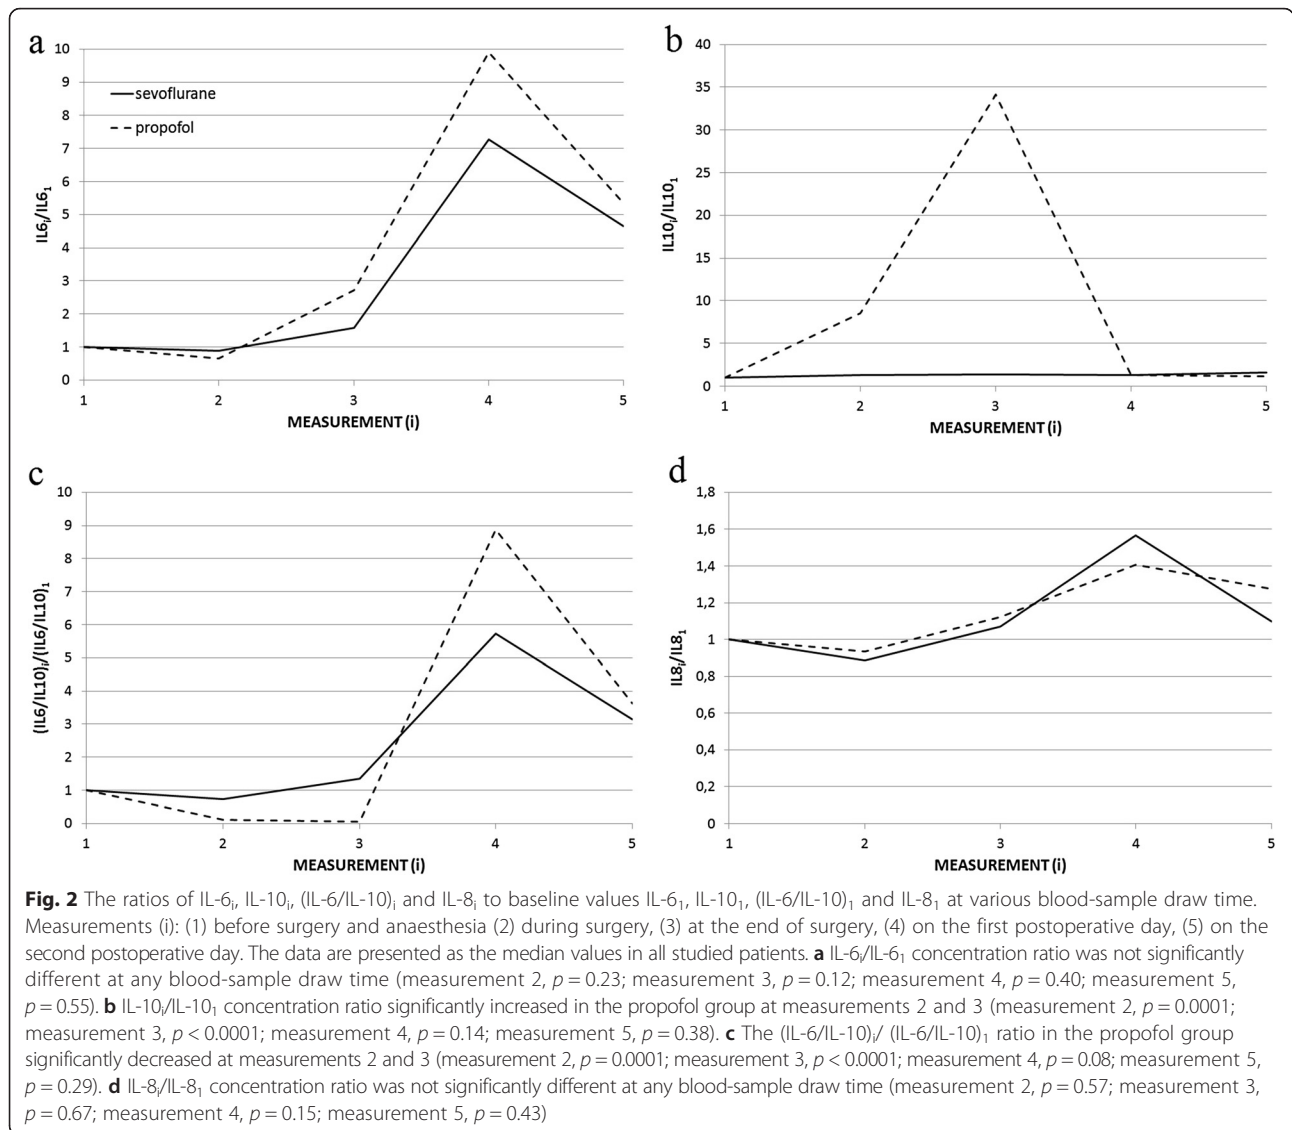 a
10
9
8
7
6
5
4
3
2
1
0
IL6ᵢ/IL6₁
sevoflurane
propofol
1 2 3 4 5
MEASUREMENT (i)
b
40
35
30
25
20
15
10
5
0
IL10ᵢ/IL10₁
1 2 3 4 5
MEASUREMENT (i)
c
10
9
8
7
6
5
4
3
2
1
0
(IL6/IL10)ᵢ/(IL6/IL10)₁
1 2 3 4 5
MEASUREMENT (i)
d
1,8
1,6
1,4
1,2
1
0,8
0,6
0,4
0,2
0
IL8ᵢ/IL8₁
1 2 3 4 5
MEASUREMENT (i)
Fig. 2 The ratios of IL-6ᵢ, IL-10ᵢ, (IL-6/IL-10)ᵢ and IL-8ᵢ to baseline values IL-6₁, IL-10₁, (IL-6/IL-10)₁ and IL-8₁ at various blood-sample draw time.
Measurements (i): (1) before surgery and anaesthesia (2) during surgery, (3) at the end of surgery, (4) on the first postoperative day, (5) on the
second postoperative day. The data are presented as the median values in all studied patients. a IL-6ᵢ/IL-6₁ concentration ratio was not significantly
different at any blood-sample draw time (measurement 2, p = 0.23; measurement 3, p = 0.12; measurement 4, p = 0.40; measurement 5,
p = 0.55). b IL-10ᵢ/IL-10₁ concentration ratio significantly increased in the propofol group at measurements 2 and 3 (measurement 2, p = 0.0001;
measurement 3, p < 0.0001; measurement 4, p = 0.14; measurement 5, p = 0.38). c The (IL-6/IL-10)ᵢ/ (IL-6/IL-10)₁ ratio in the propofol group
significantly decreased at measurements 2 and 3 (measurement 2, p = 0.0001; measurement 3, p < 0.0001; measurement 4, p = 0.08; measurement 5,
p = 0.29). d IL-8ᵢ/IL-8₁ concentration ratio was not significantly different at any blood-sample draw time (measurement 2, p = 0.57; measurement 3,
p = 0.67; measurement 4, p = 0.15; measurement 5, p = 0.43)